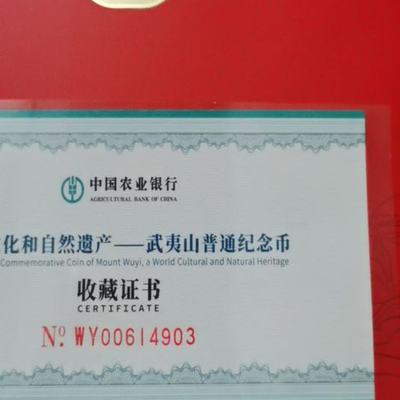 中国农业银行
AGRICULTURAL BANK OF CHINA
化和自然遗产——武夷山普通纪念币
Commemorative Coin of Mount Wuyi, a World Cultural and Natural Heritage
收藏证书
CERTIFICATE
№ WY00614903